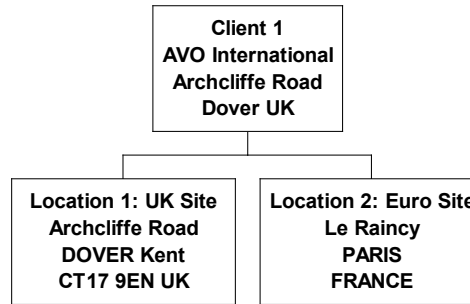 Client 1
AVO International
Archcliffe Road
Dover UK
Location 1: UK Site
Archcliffe Road
DOVER Kent
CT17 9EN UK
Location 2: Euro Site
Le Raincy
PARIS
FRANCE